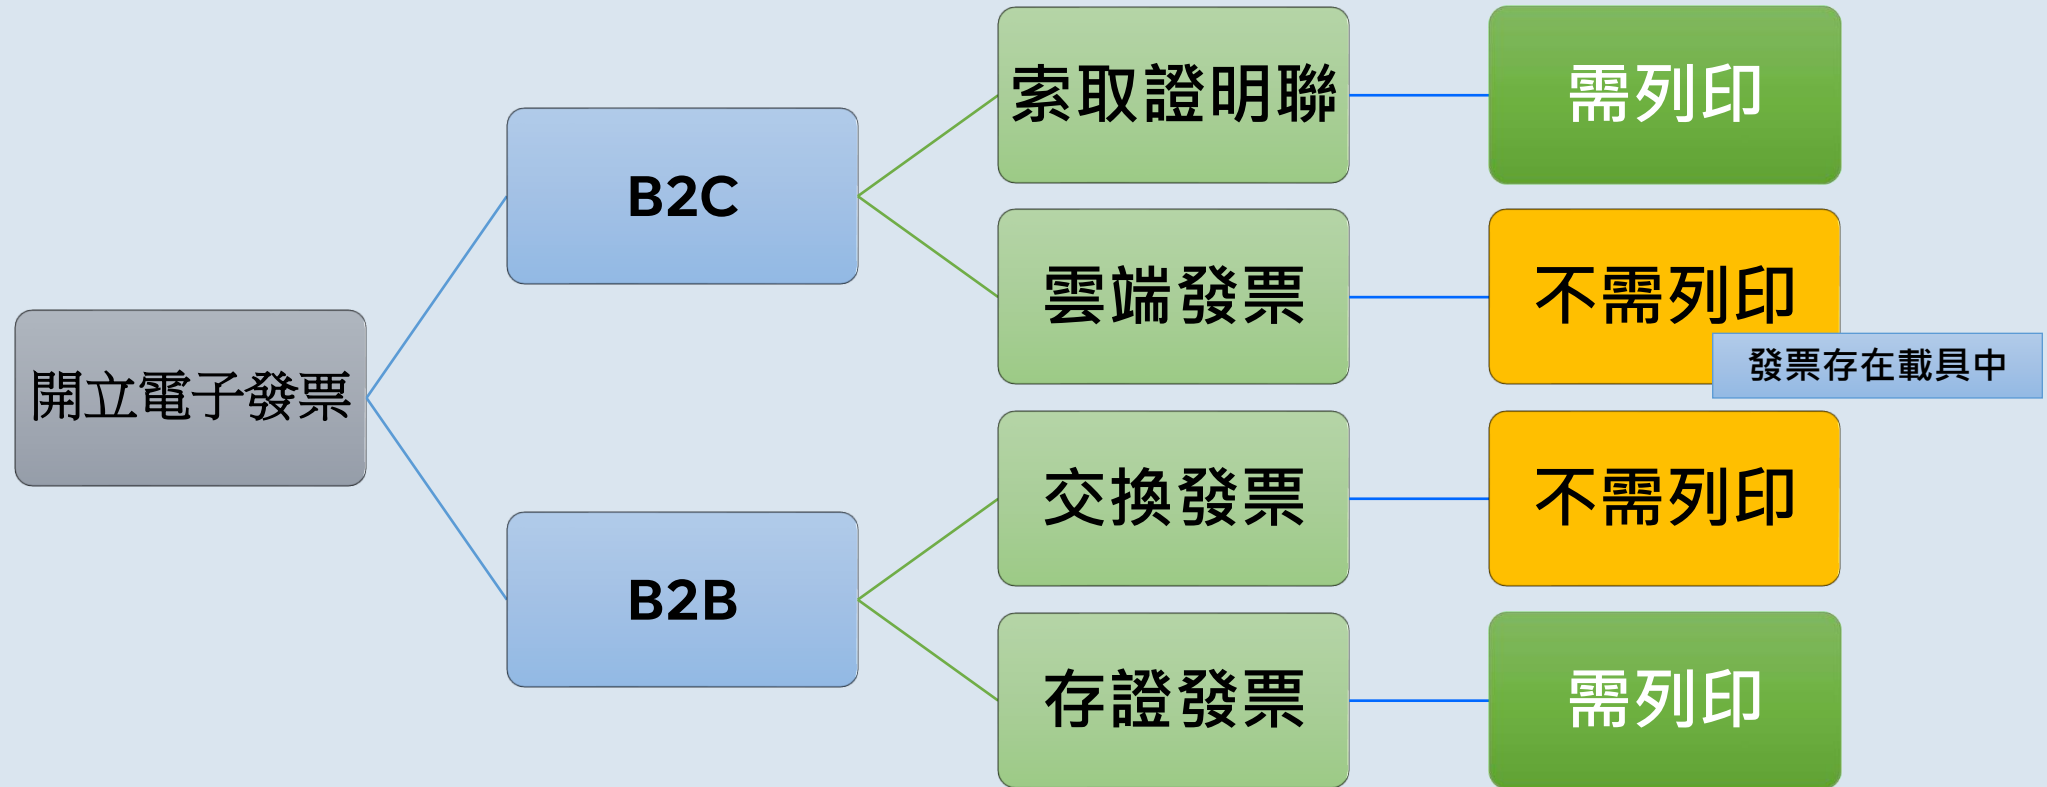 開立電子發票
B2C
索取證明聯
需列印
雲端發票
不需列印
發票存在載具中
B2B
交換發票
不需列印
存證發票
需列印